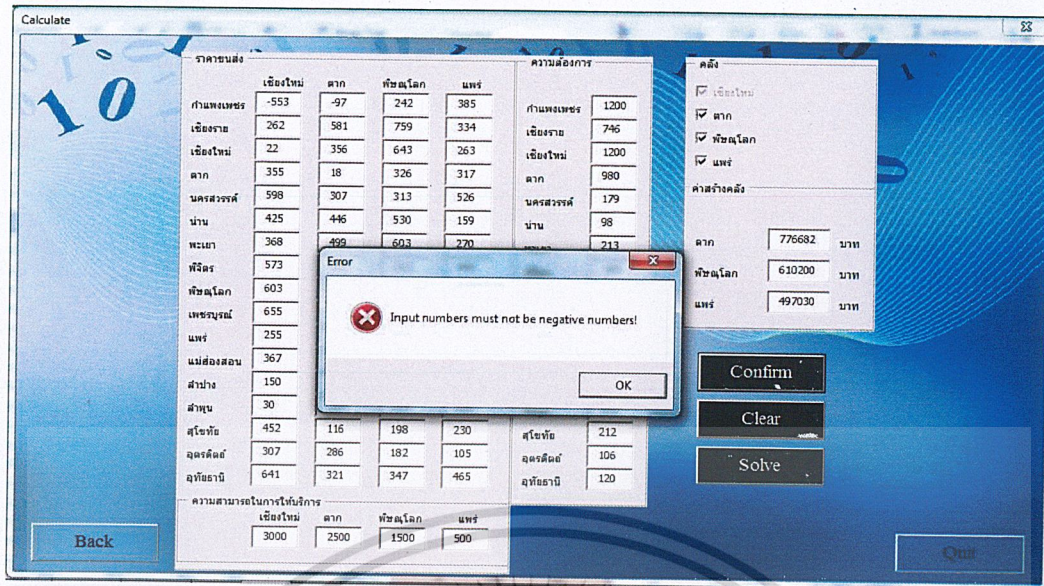 Calculate
ราคาขนส่ง
เชียงใหม่ ตาก พิษณุโลก แพร่
กำแพงเพชร -553 -97 242 385
เชียงราย 262 581 759 334
เชียงใหม่ 22 356 643 263
ตาก 355 18 326 317
นครสวรรค์ 598 307 313 526
น่าน 425 446 530 159
พะเยา 368 499 603 270
พิจิตร 573
พิษณุโลก 603
เพชรบูรณ์ 655
แพร่ 255
แม่ฮ่องสอน 367
ลำปาง 150
ลำพูน 30
สุโขทัย 452 116 198 230
อุตรดิตถ์ 307 286 182 105
อุทัยธานี 641 321 347 465
ความสามารถในการให้บริการ
เชียงใหม่ ตาก พิษณุโลก แพร่
3000 2500 1500 500
ความต้องการ
กำแพงเพชร 1200
เชียงราย 746
เชียงใหม่ 1200
ตาก 980
นครสวรรค์ 179
น่าน 98
213
สุโขทัย 212
อุตรดิตถ์ 106
อุทัยธานี 120
คลัง
เชียงใหม่
ตาก
พิษณุโลก
แพร่
ค่าสร้างคลัง
ตาก 776682 บาท
พิษณุโลก 610200 บาท
แพร่ 497030 บาท
Error
Input numbers must not be negative numbers!
OK
Confirm
Clear
Solve
Back
Quit